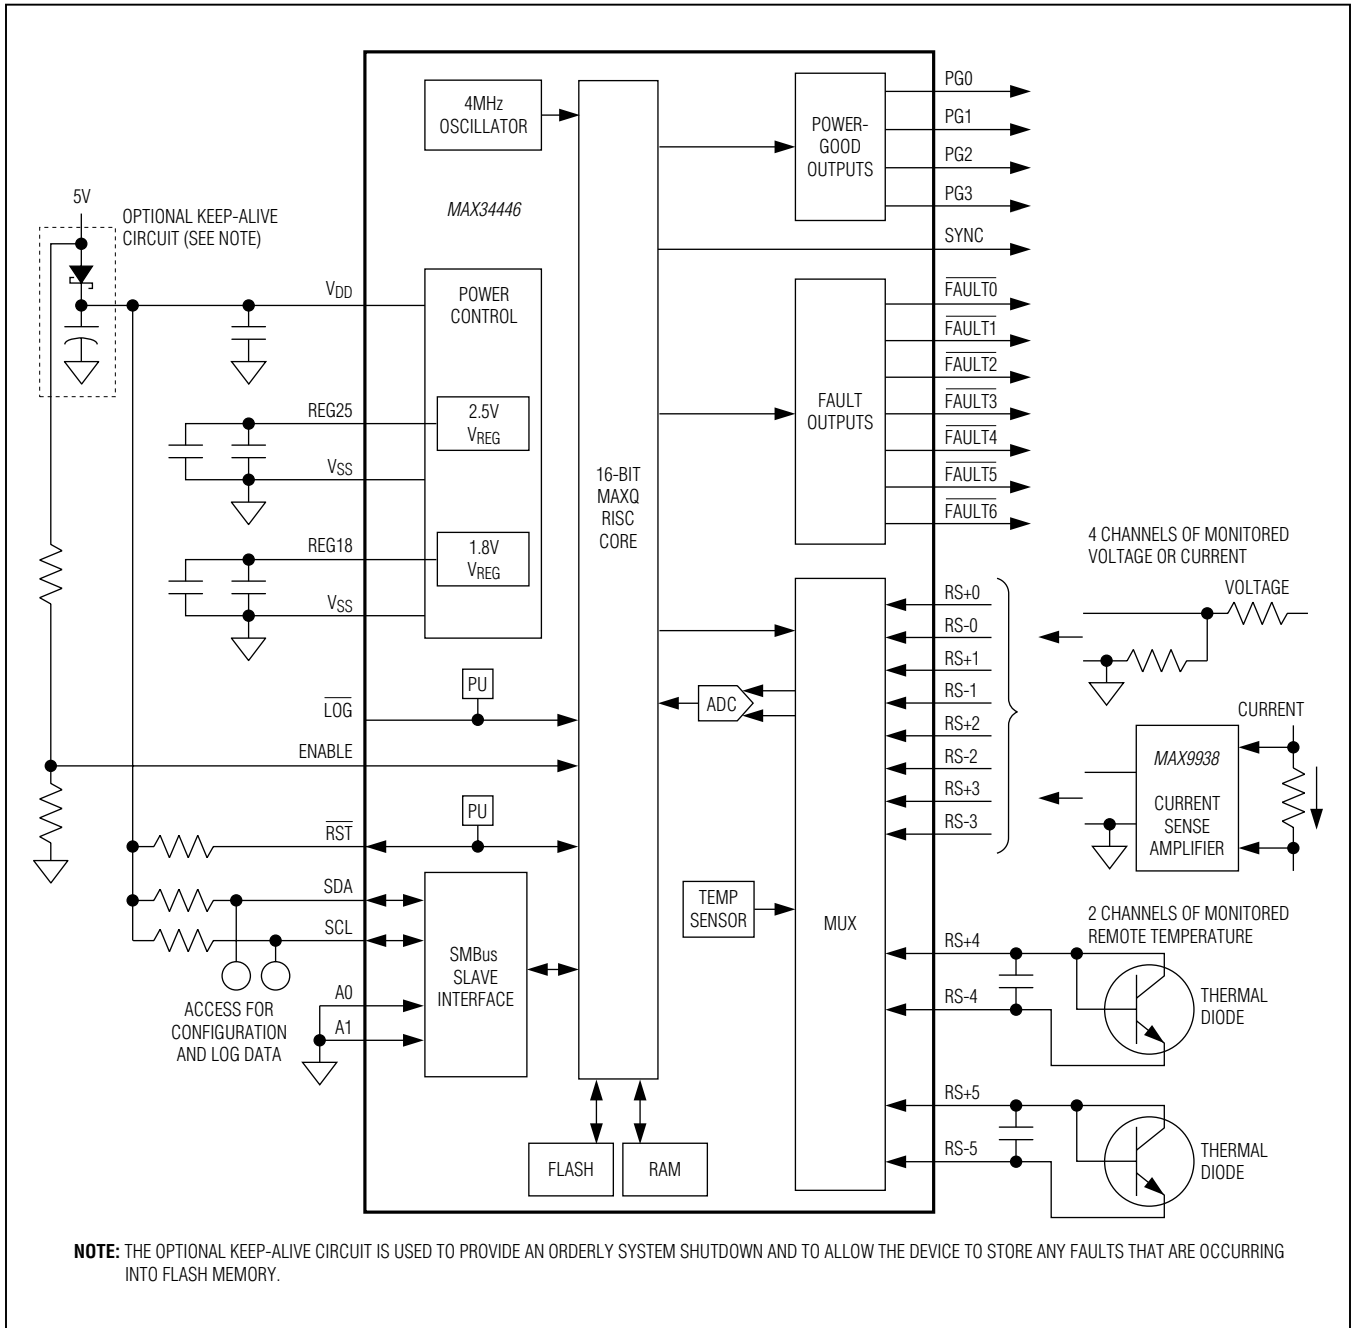 4MHz
OSCILLATOR
MAX34446
5V
OPTIONAL KEEP-ALIVE
CIRCUIT (SEE NOTE)
VDD
POWER
CONTROL
REG25
2.5V
VREG
VSS
REG18
1.8V
VREG
VSS
PU
LOG
ENABLE
PU
RST
SDA
SCL
A0
A1
ACCESS FOR
CONFIGURATION
AND LOG DATA
SMBus
SLAVE
INTERFACE
16-BIT
MAXQ
RISC
CORE
FLASH
RAM
POWER-
GOOD
OUTPUTS
PG0
PG1
PG2
PG3
SYNC
FAULT
OUTPUTS
FAULT0
FAULT1
FAULT2
FAULT3
FAULT4
FAULT5
FAULT6
ADC
TEMP
SENSOR
MUX
RS+0
RS-0
RS+1
RS-1
RS+2
RS-2
RS+3
RS-3
RS+4
RS-4
RS+5
RS-5
4 CHANNELS OF MONITORED
VOLTAGE OR CURRENT
VOLTAGE
CURRENT
MAX9938
CURRENT
SENSE
AMPLIFIER
2 CHANNELS OF MONITORED
REMOTE TEMPERATURE
THERMAL
DIODE
THERMAL
DIODE
NOTE: THE OPTIONAL KEEP-ALIVE CIRCUIT IS USED TO PROVIDE AN ORDERLY SYSTEM SHUTDOWN AND TO ALLOW THE DEVICE TO STORE ANY FAULTS THAT ARE OCCURRING
INTO FLASH MEMORY.